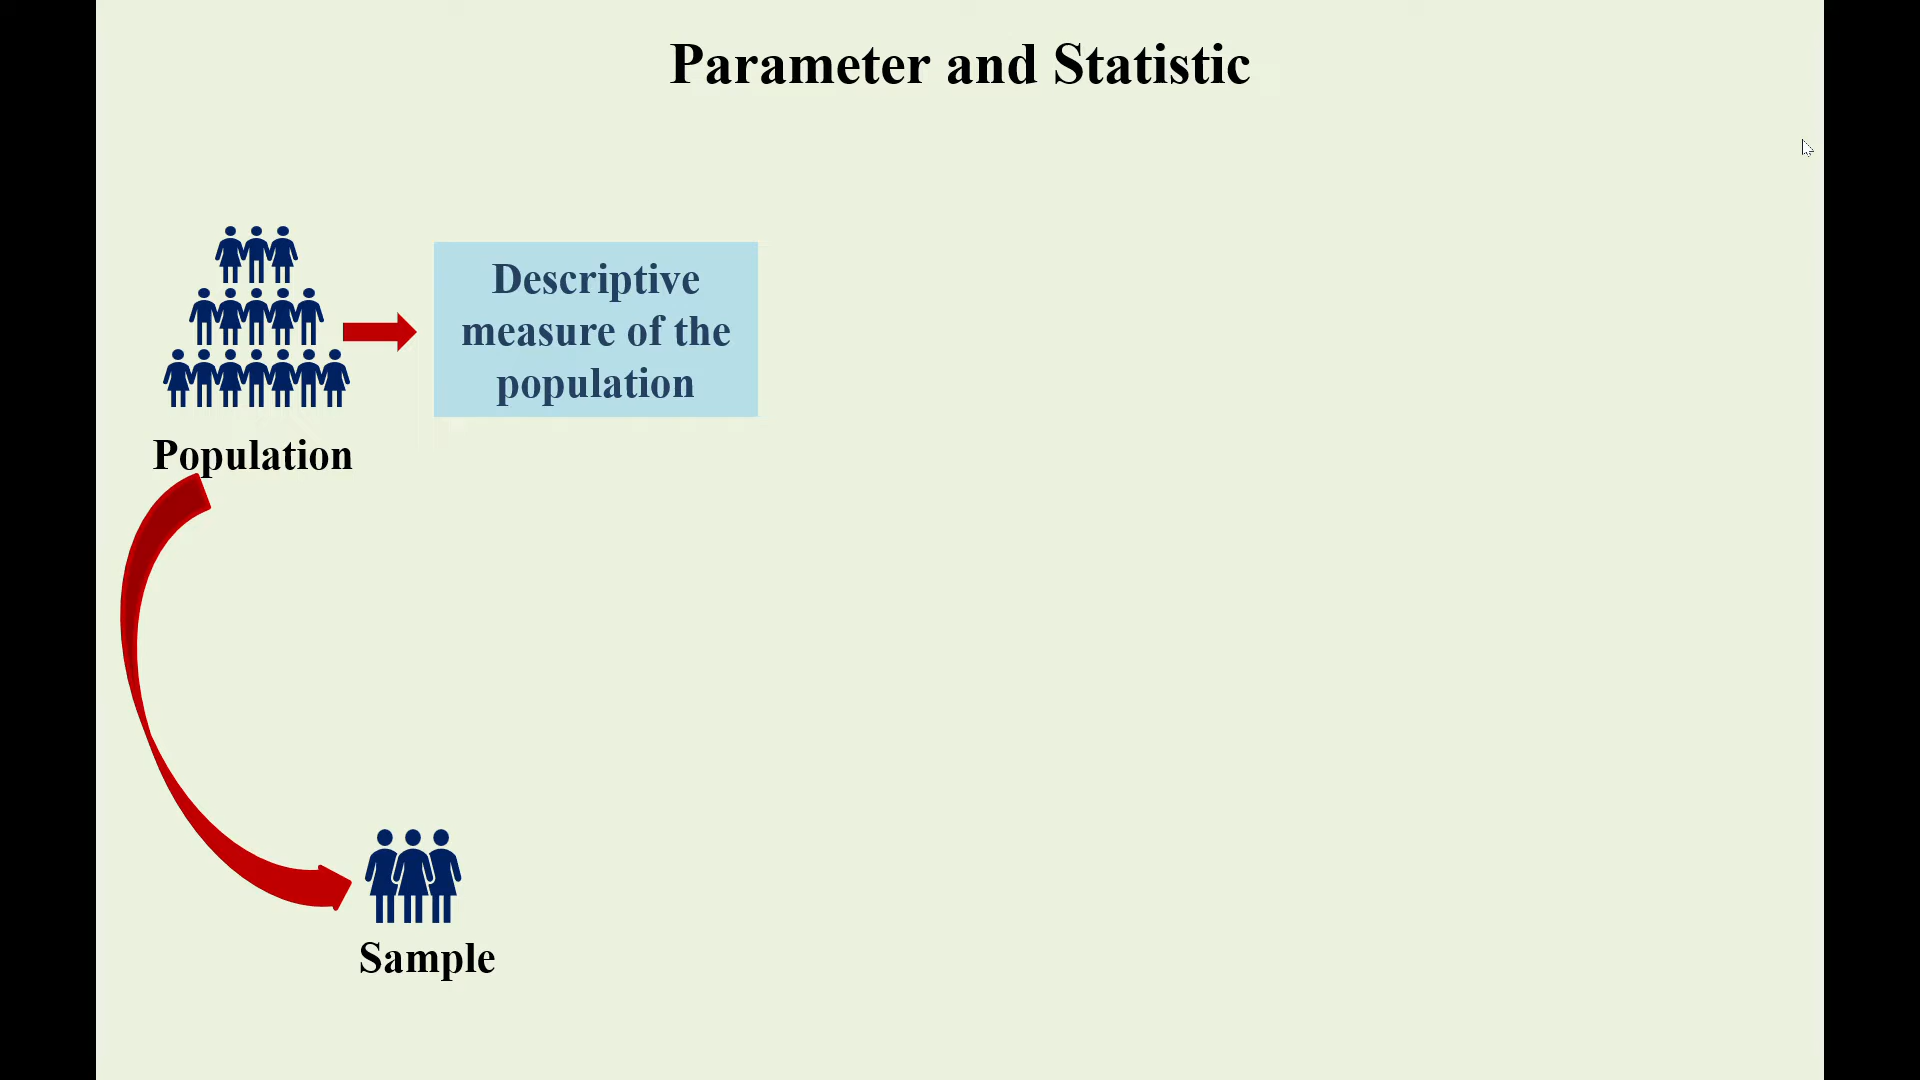 Parameter and Statistic
Descriptive
measure of the
population
Population
Sample